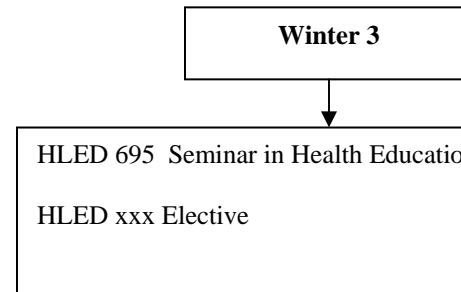 Winter 3
HLED 695 Seminar in Health Educatio
HLED xxx Elective